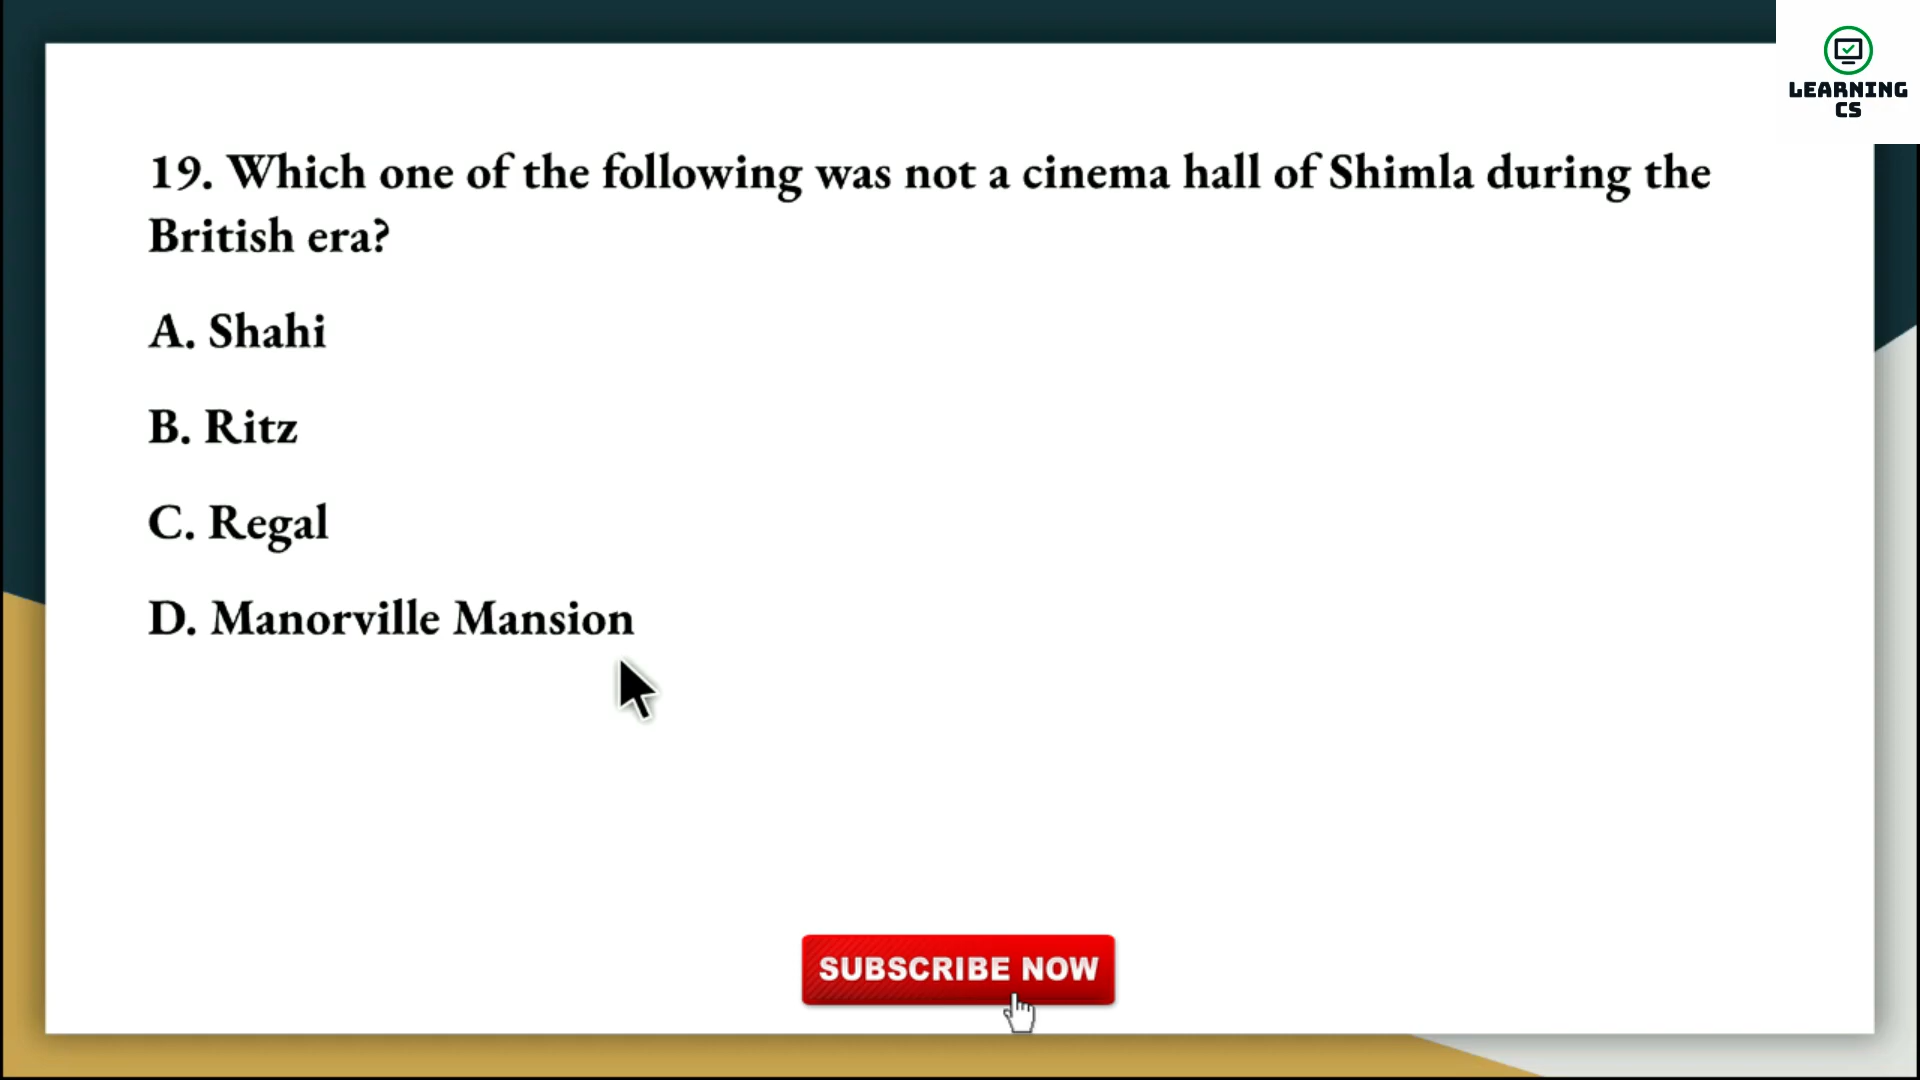 LEARNING
CS
19. Which one of the following was not a cinema hall of Shimla during the
British era?
A. Shahi
B. Ritz
C. Regal
D. Manorville Mansion
SUBSCRIBE NOW